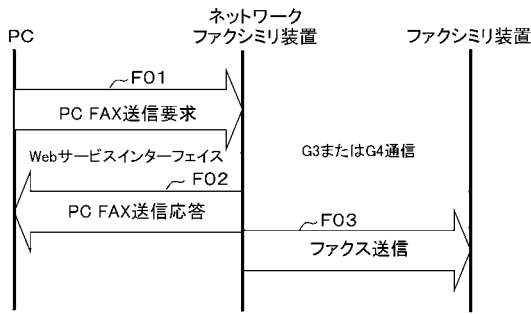 PC
ネットワーク
ファクシミリ装置
ファクシミリ装置
F01
PC FAX送信要求
Webサービスインターフェイス
G3またはG4通信
F02
PC FAX送信応答
F03
ファクス送信